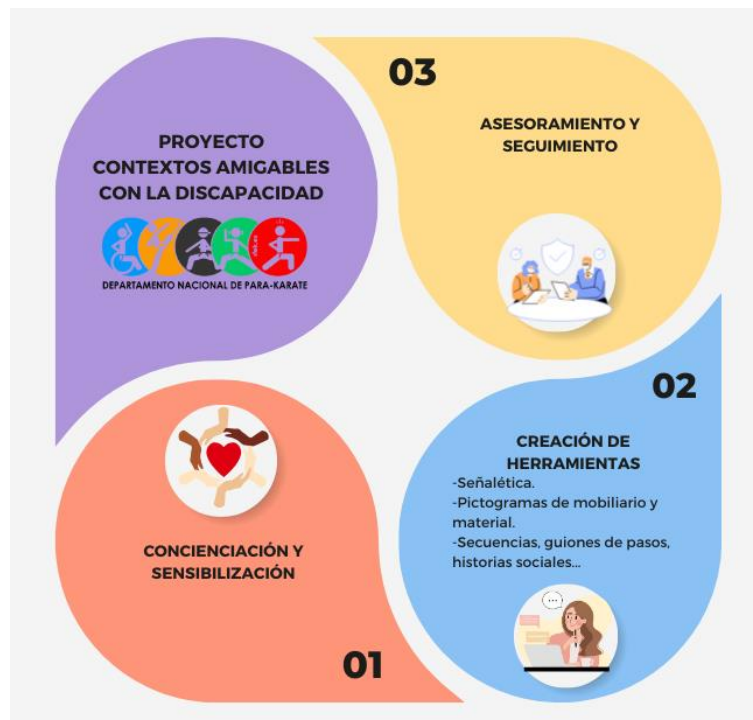 PROYECTO
CONTEXTOS AMIGABLES
CON LA DISCAPACIDAD
DEPARTAMENTO NACIONAL DE PARA-KARATE
03
ASESORAMIENTO Y
SEGUIMIENTO
CONCIENCIACIÓN Y
SENSIBILIZACIÓN
01
02
CREACIÓN DE
HERRAMIENTAS
-Señalética.
-Pictogramas de mobiliario y
material.
-Secuencias, guiones de pasos,
historias sociales...